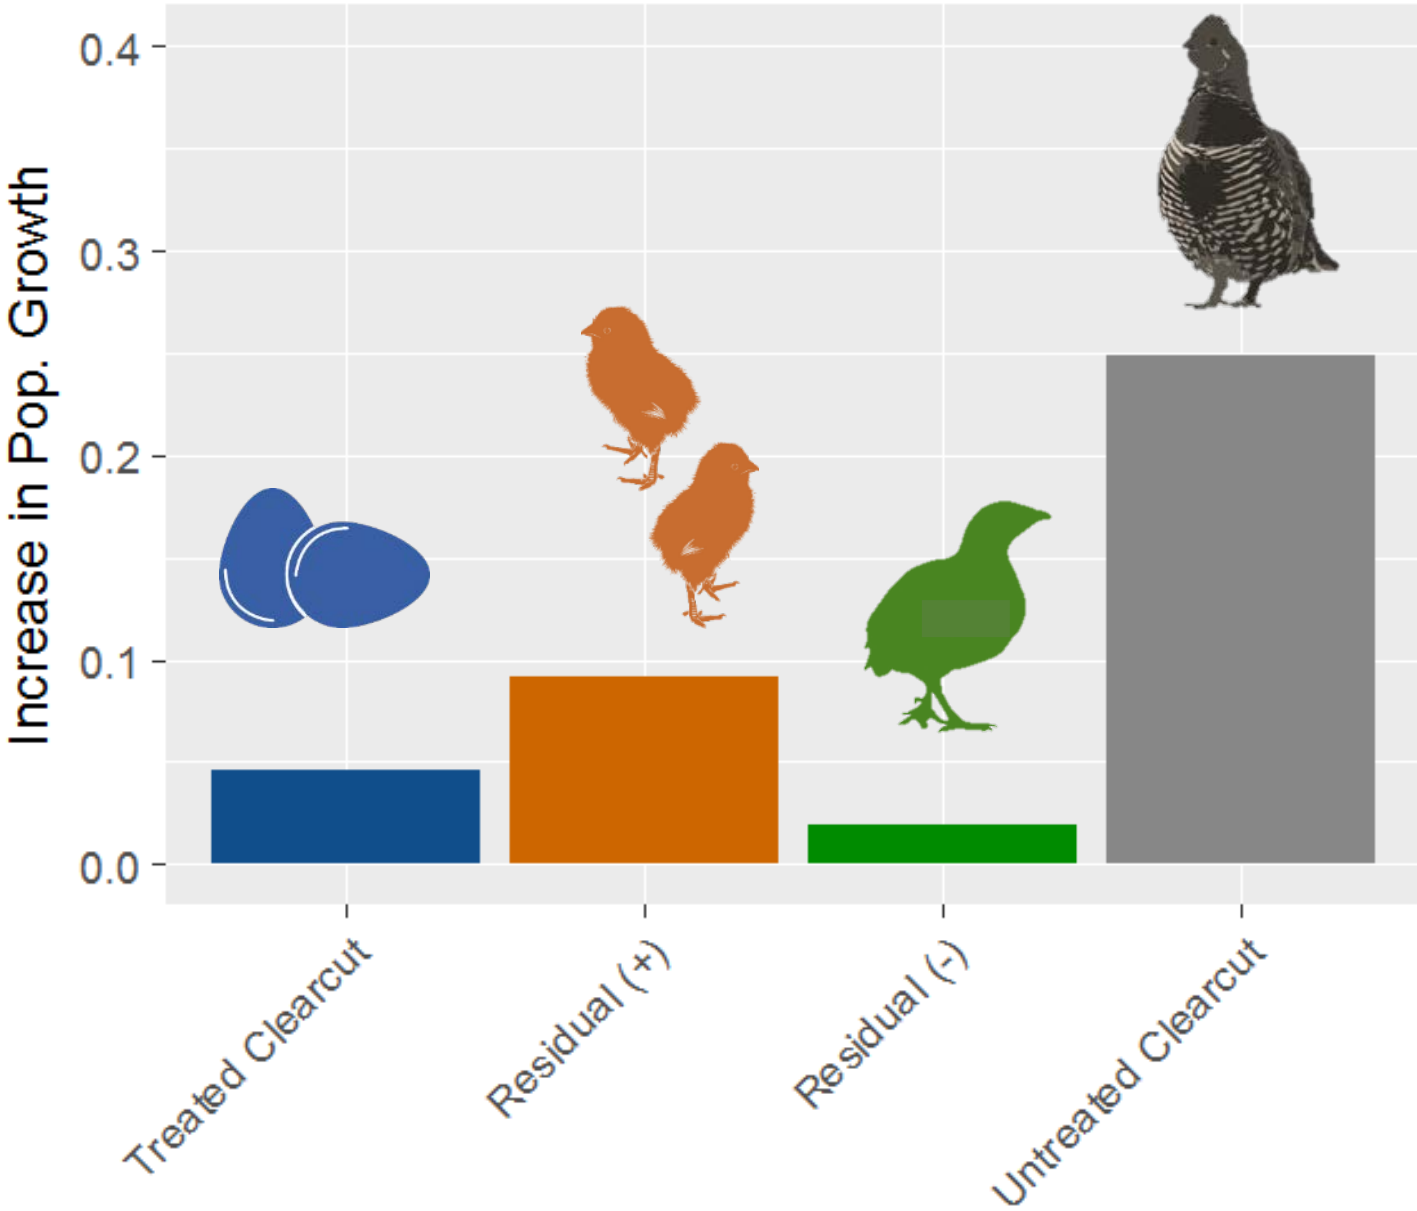 Increase in Pop. Growth
0.4
0.3
0.2
0.1
0.0
Treated Clearcut
Residual (+)
Residual (-)
Untreated Clearcut